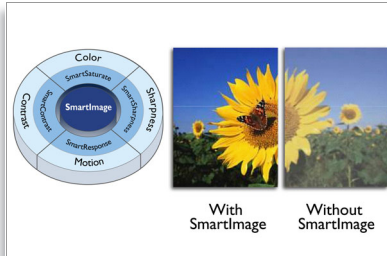 Color
SmartSaturate
Contrast
SmartContrast
SmartImage
SmartSharpness
Sharpness
SmartResponse
Motion
With
SmartImage
Without
SmartImage